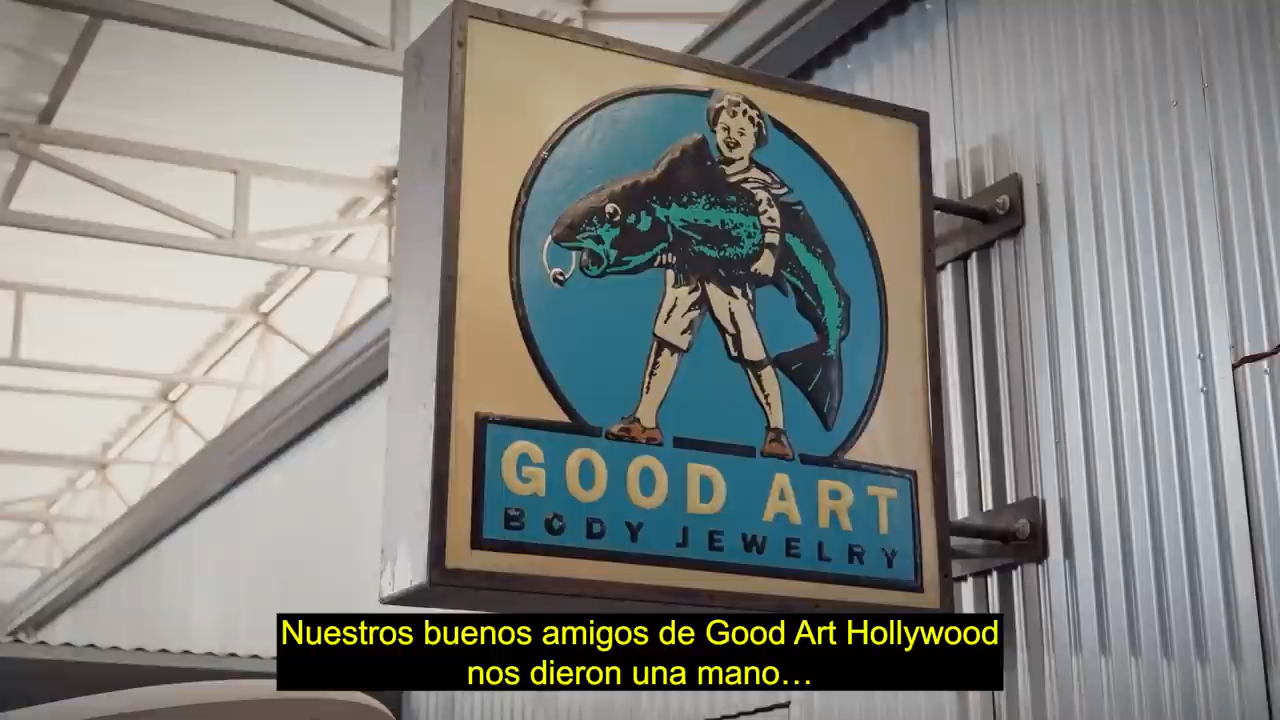 GOOD ART
BODY JEWELRY
Nuestros buenos amigos de Good Art Hollywood
nos dieron una mano…